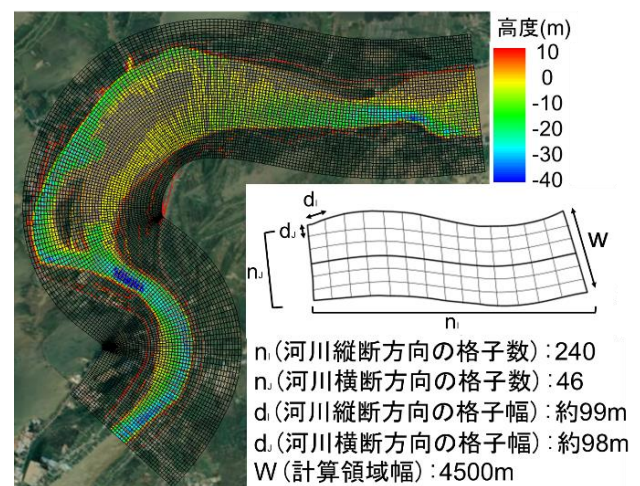 高度(m)
10
0
-10
-20
-30
-40
dI
dJ
W
nJ
nI
nI(河川縦断方向の格子数):240
nJ(河川横断方向の格子数):46
dI(河川縦断方向の格子幅):約99m
dJ(河川横断方向の格子幅):約98m
W(計算領域幅):4500m